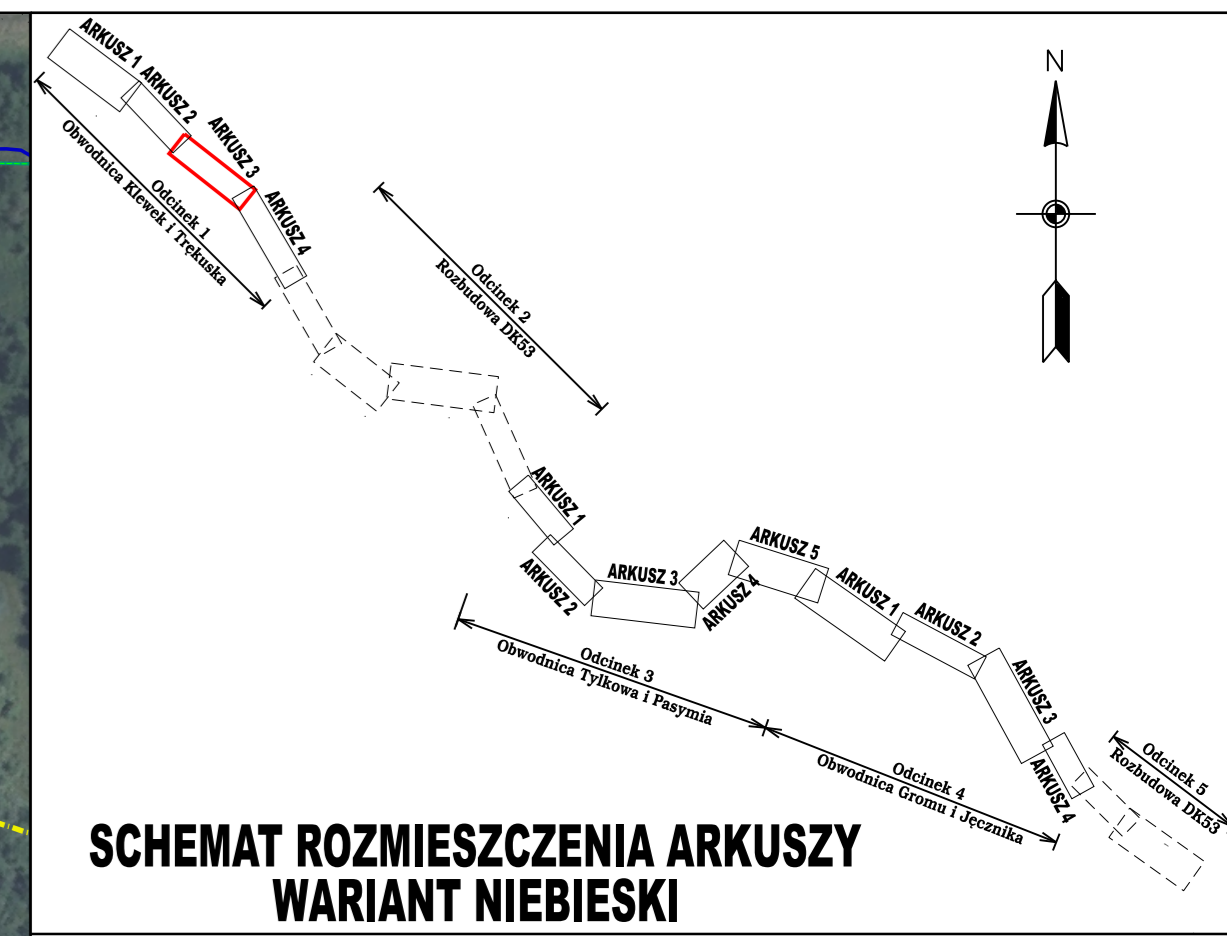 ARKUSZ 1
ARKUSZ 2
ARKUSZ 3
ARKUSZ 4
Odcinek 1
Obwodnica Klewek i Trękuska
N
Odcinek 2
Rozbudowa DK53
ARKUSZ 1
ARKUSZ 2
ARKUSZ 3
ARKUSZ 4
ARKUSZ 5
Odcinek 3
Obwodnica Tylkowa i Pasymia
ARKUSZ 1
ARKUSZ 2
ARKUSZ 3
ARKUSZ 4
Odcinek 4
Obwodnica Gromu i Jęcznika
Odcinek 5
Rozbudowa DK53
SCHEMAT ROZMIESZCZENIA ARKUSZY
WARIANT NIEBIESKI